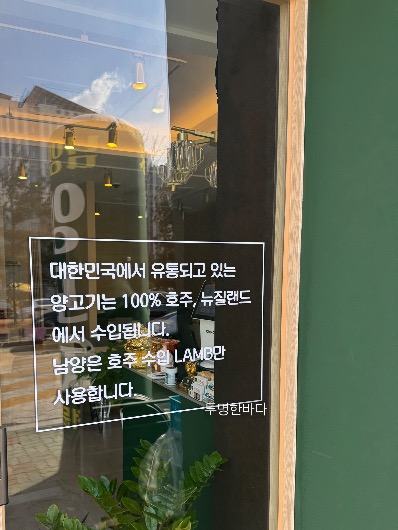 대한민국에서 유통되고 있는
양고기는 100% 호주, 뉴질랜드
에서 수입됩니다.
남양은 호주 수입 LAMB만
사용합니다.
투명한바다